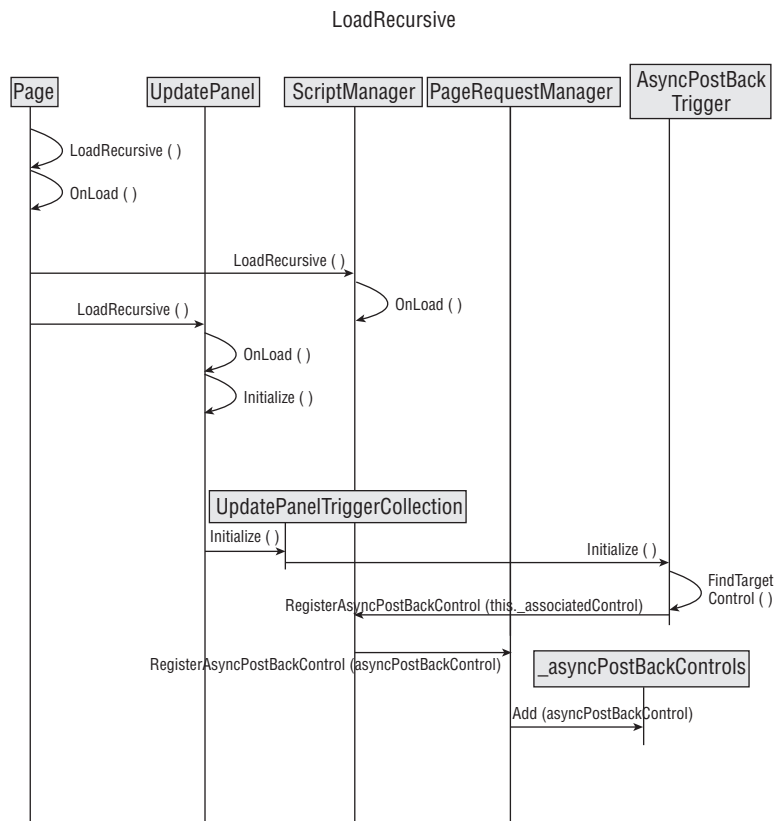 LoadRecursive
Page
UpdatePanel
ScriptManager
PageRequestManager
AsyncPostBack
Trigger
LoadRecursive ( )
OnLoad ( )
LoadRecursive ( )
OnLoad ( )
LoadRecursive ( )
OnLoad ( )
Initialize ( )
UpdatePanelTriggerCollection
Initialize ( )
Initialize ( )
FindTarget
Control ( )
RegisterAsyncPostBackControl (this._associatedControl)
RegisterAsyncPostBackControl (asyncPostBackControl)
_asyncPostBackControls
Add (asyncPostBackControl)